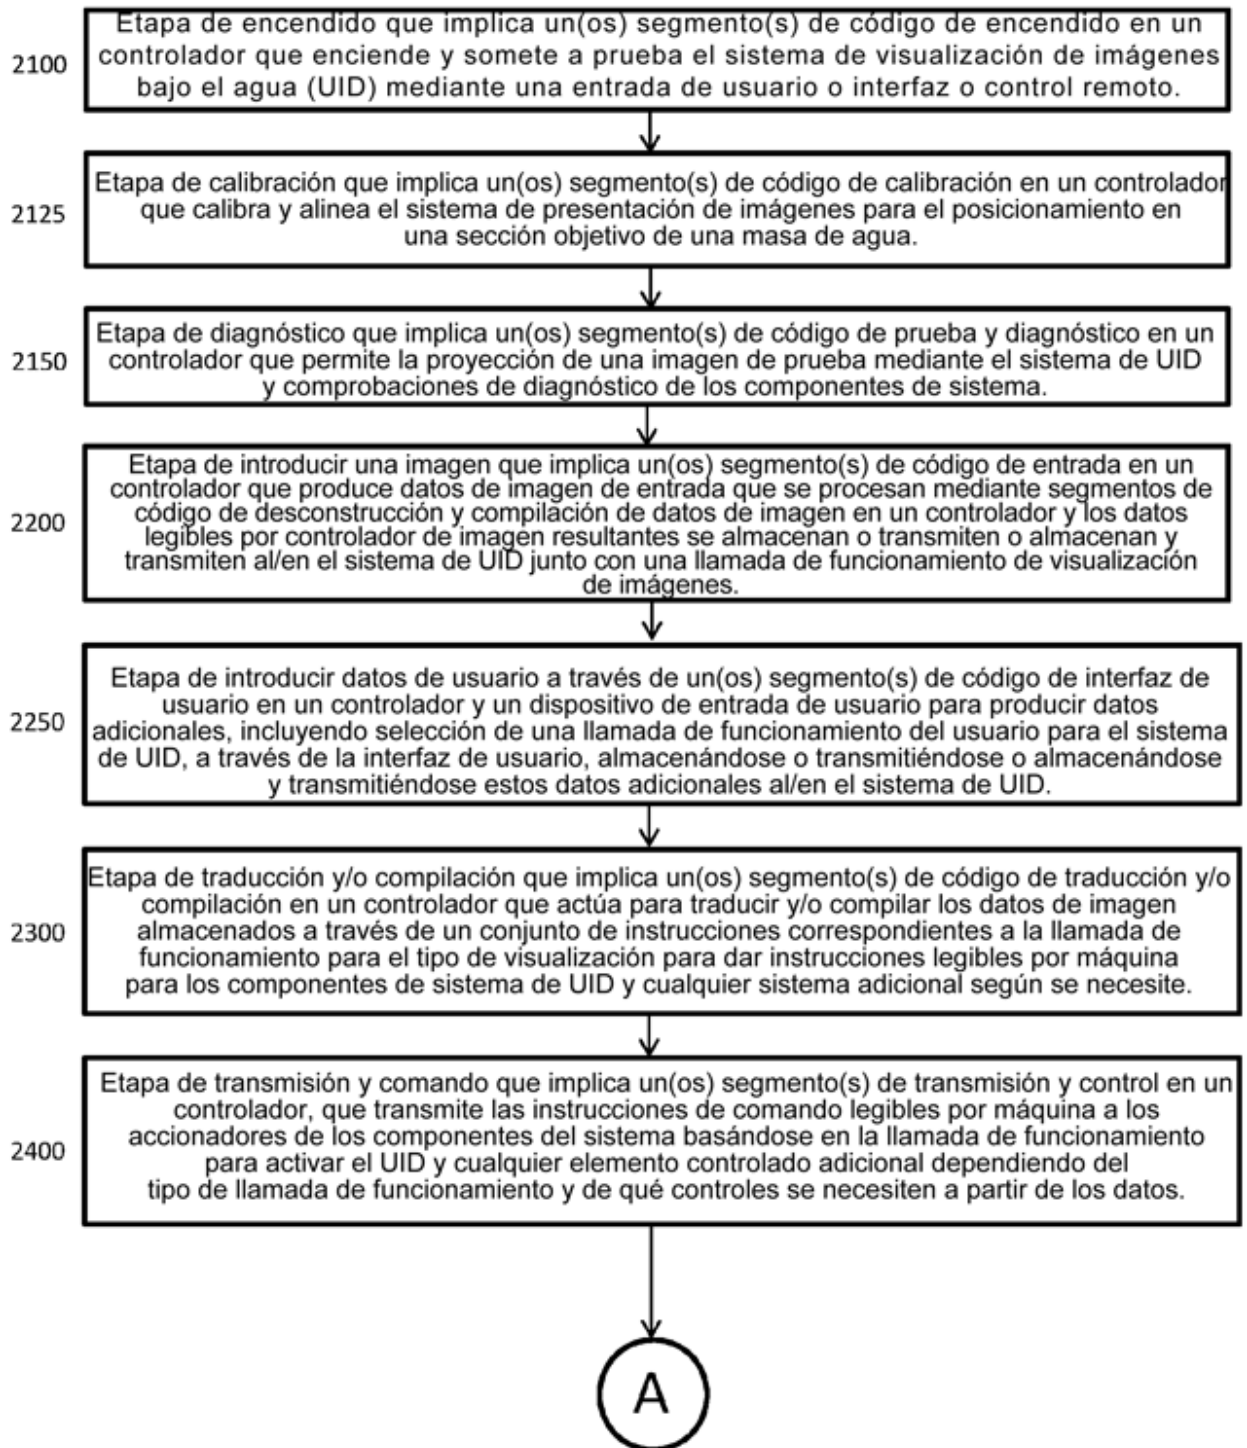 Etapa de encendido que implica un(os) segmento(s) de código de encendido en un
2100
controlador que enciende y somete a prueba el sistema de visualización de imágenes
bajo el agua (UID) mediante una entrada de usuario o interfaz o control remoto.
Etapa de calibración que implica un(os) segmento(s) de código de calibración en un controlador
2125
que calibra y alinea el sistema de presentación de imágenes para el posicionamiento en
una sección objetivo de una masa de agua.
Etapa de diagnóstico que implica un(os) segmento(s) de código de prueba y diagnóstico en un
2150
controlador que permite la proyección de una imagen de prueba mediante el sistema de UID
y comprobaciones de diagnóstico de los componentes de sistema.
Etapa de introducir una imagen que implica un(os) segmento(s) de código de entrada en un
controlador que produce datos de imagen de entrada que se procesan mediante segmentos de
2200
código de desconstrucción y compilación de datos de imagen en un controlador y los datos
legibles por controlador de imagen resultantes se almacenan o transmiten o almacenan y
transmiten al/en el sistema de UID junto con una llamada de funcionamiento de visualización
de imágenes.
Etapa de introducir datos de usuario a través de un(os) segmento(s) de código de interfaz de
usuario en un controlador y un dispositivo de entrada de usuario para producir datos
2250
adicionales, incluyendo selección de una llamada de funcionamiento del usuario para el sistema
de UID, a través de la interfaz de usuario, almacenándose o transmitiéndose o almacenándose
y transmitiéndose estos datos adicionales al/en el sistema de UID.
Etapa de traducción y/o compilación que implica un(os) segmento(s) de código de traducción y/o
compilación en un controlador que actúa para traducir y/o compilar los datos de imagen
2300
almacenados a través de un conjunto de instrucciones correspondientes a la llamada de
funcionamiento para el tipo de visualización para dar instrucciones legibles por máquina
para los componentes de sistema de UID y cualquier sistema adicional según se necesite.
Etapa de transmisión y comando que implica un(os) segmento(s) de transmisión y control en un
controlador, que transmite las instrucciones de comando legibles por máquina a los
2400
accionadores de los componentes del sistema basándose en la llamada de funcionamiento
para activar el UID y cualquier elemento controlado adicional dependiendo del
tipo de llamada de funcionamiento y de qué controles se necesiten a partir de los datos.
A